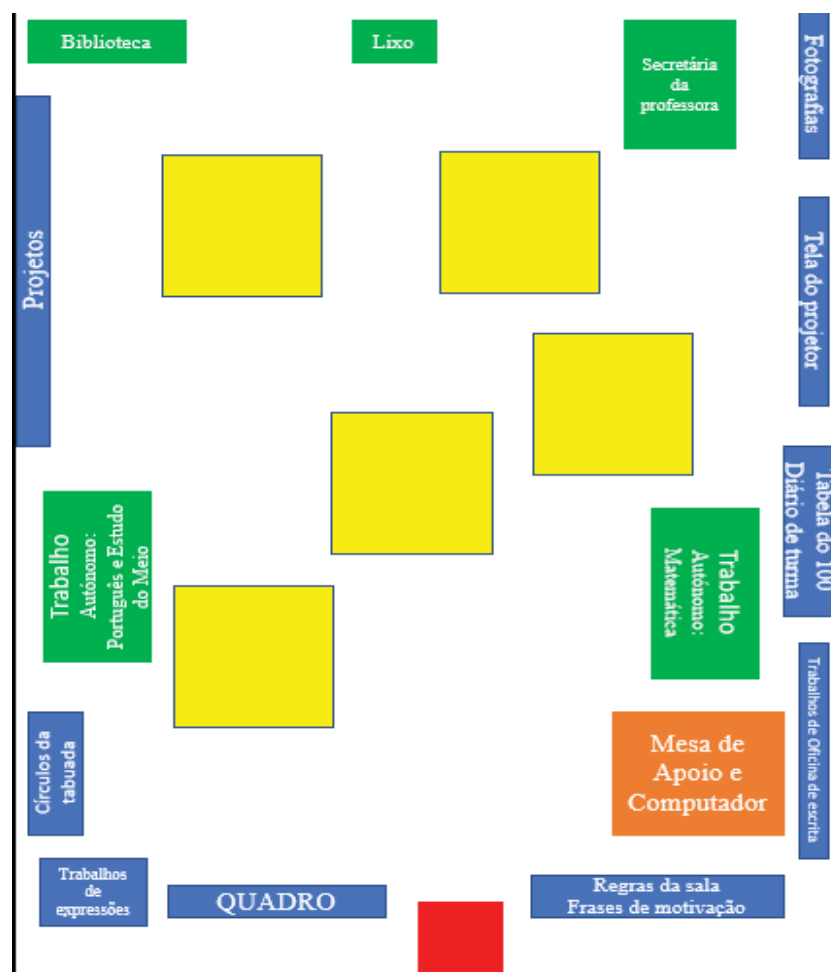 Biblioteca
Lixo
Secretária
da
professora
Fotografias
Projetos
Tela do projetor
Tabela do 100
Diário de turma
Trabalho
Autónomo:
Português e Estudo
do Meio
Trabalho
Autónomo:
Matemática
Trabalhos de Oficina de escrita
Círculos da
tabuada
Mesa de
Apoio e
Computador
Trabalhos
de
expressões
QUADRO
Regras da sala
Frases de motivação